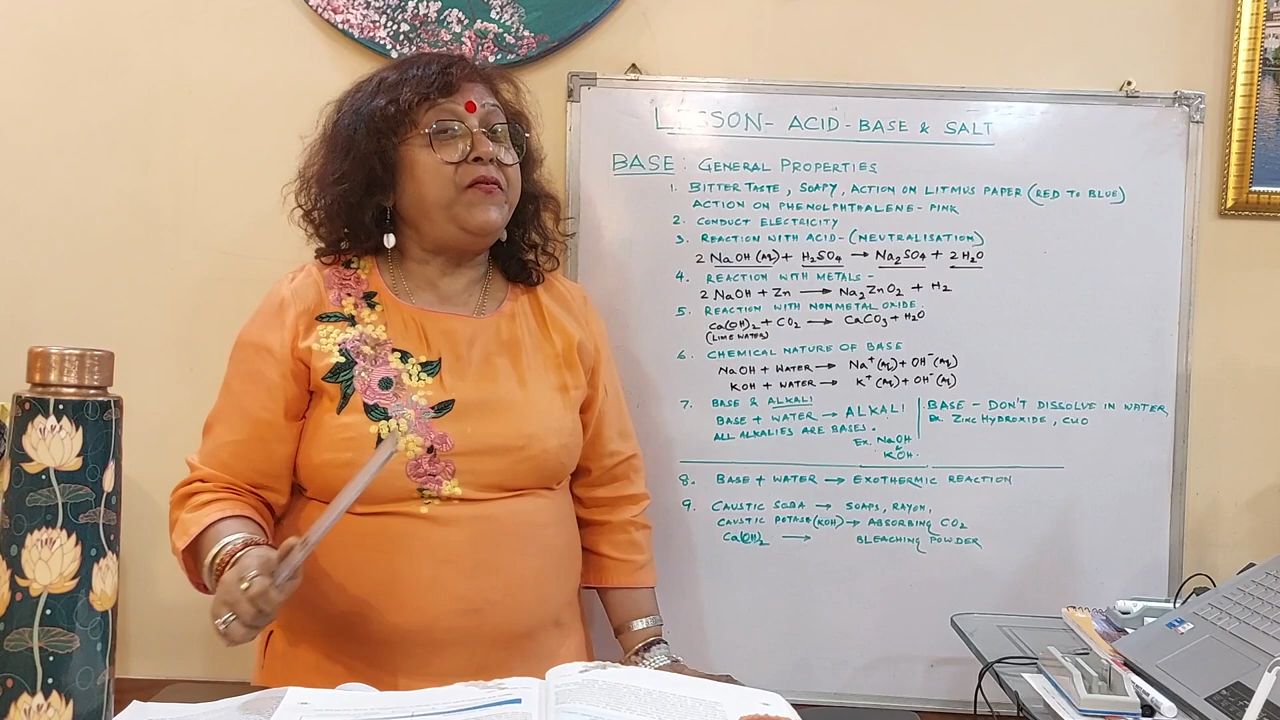 LESSON- ACID-BASE & SALT
BASE: GENERAL PROPERTIES
1. BITTER TASTE, SOAPY, ACTION ON LITMUS PAPER (RED TO BLUE)
ACTION ON PHENOLPHTHALENE- PINK
2. CONDUCT ELECTRICITY
3. REACTION WITH ACID-(NEUTRALISATION)
2 NaOH (Aq) + H₂SO₄ → Na₂SO₄ + 2H₂O
4. REACTION WITH METALS -
2 NaOH + Zn → Na₂ZnO₂ + H₂
5. REACTION WITH NONMETAL OXIDE.
Ca(OH)₂ + CO₂ → CaCO₃ + H₂O
(LIME WATER)
6. CHEMICAL NATURE OF BASE
NaOH + WATER → Na⁺(Aq) + OH⁻(Aq)
KOH + WATER → K⁺(Aq) + OH⁻(Aq)
7. BASE & ALKALI
BASE + WATER → ALKALI
ALL ALKALIES ARE BASES.
Ex. NaOH
KOH.
BASE - DON'T DISSOLVE IN WATER
Ex. ZINC HYDROXIDE, CUO
8. BASE + WATER → EXOTHERMIC REACTION
9. CAUSTIC SODA → SOAPS, RAYON,
CAUSTIC POTASH (KOH) → ABSORBING CO₂
Ca(OH)₂ → BLEACHING POWDER